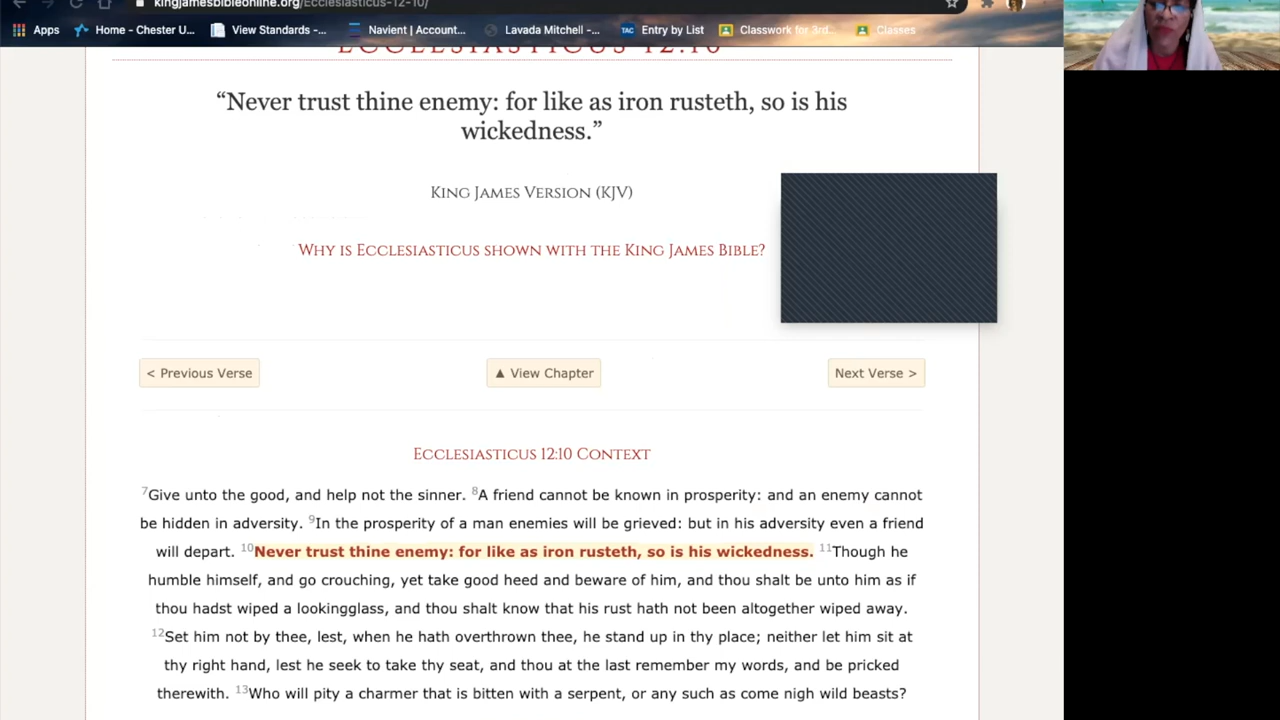 kingjamesbibleonline.org/Ecclesiasticus-12-10/
Apps Home - Chester U... View Standards -... Navient | Account... Lavada Mitchell -... TAC Entry by List Classwork for 3rd... Classes
ECCLESIASTICUS 12:10
“Never trust thine enemy: for like as iron rusteth, so is his
wickedness.”
King James Version (KJV)
Why is Ecclesiasticus shown with the King James Bible?
< Previous Verse ▲ View Chapter Next Verse >
Ecclesiasticus 12:10 Context
7Give unto the good, and help not the sinner. 8A friend cannot be known in prosperity: and an enemy cannot
be hidden in adversity. 9In the prosperity of a man enemies will be grieved: but in his adversity even a friend
will depart. 10Never trust thine enemy: for like as iron rusteth, so is his wickedness. 11Though he
humble himself, and go crouching, yet take good heed and beware of him, and thou shalt be unto him as if
thou hadst wiped a lookingglass, and thou shalt know that his rust hath not been altogether wiped away.
12Set him not by thee, lest, when he hath overthrown thee, he stand up in thy place; neither let him sit at
thy right hand, lest he seek to take thy seat, and thou at the last remember my words, and be pricked
therewith. 13Who will pity a charmer that is bitten with a serpent, or any such as come nigh wild beasts?